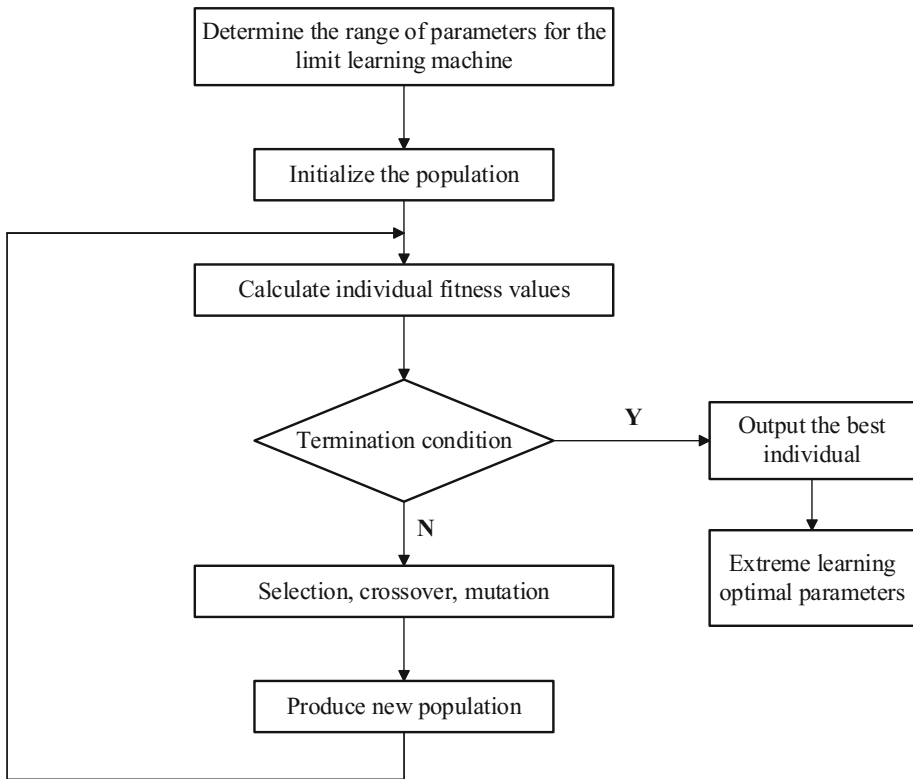 Determine the range of parameters for the
limit learning machine
Initialize the population
Calculate individual fitness values
Termination condition
Y
Output the best
individual
N
Extreme learning
optimal parameters
Selection, crossover, mutation
Produce new population